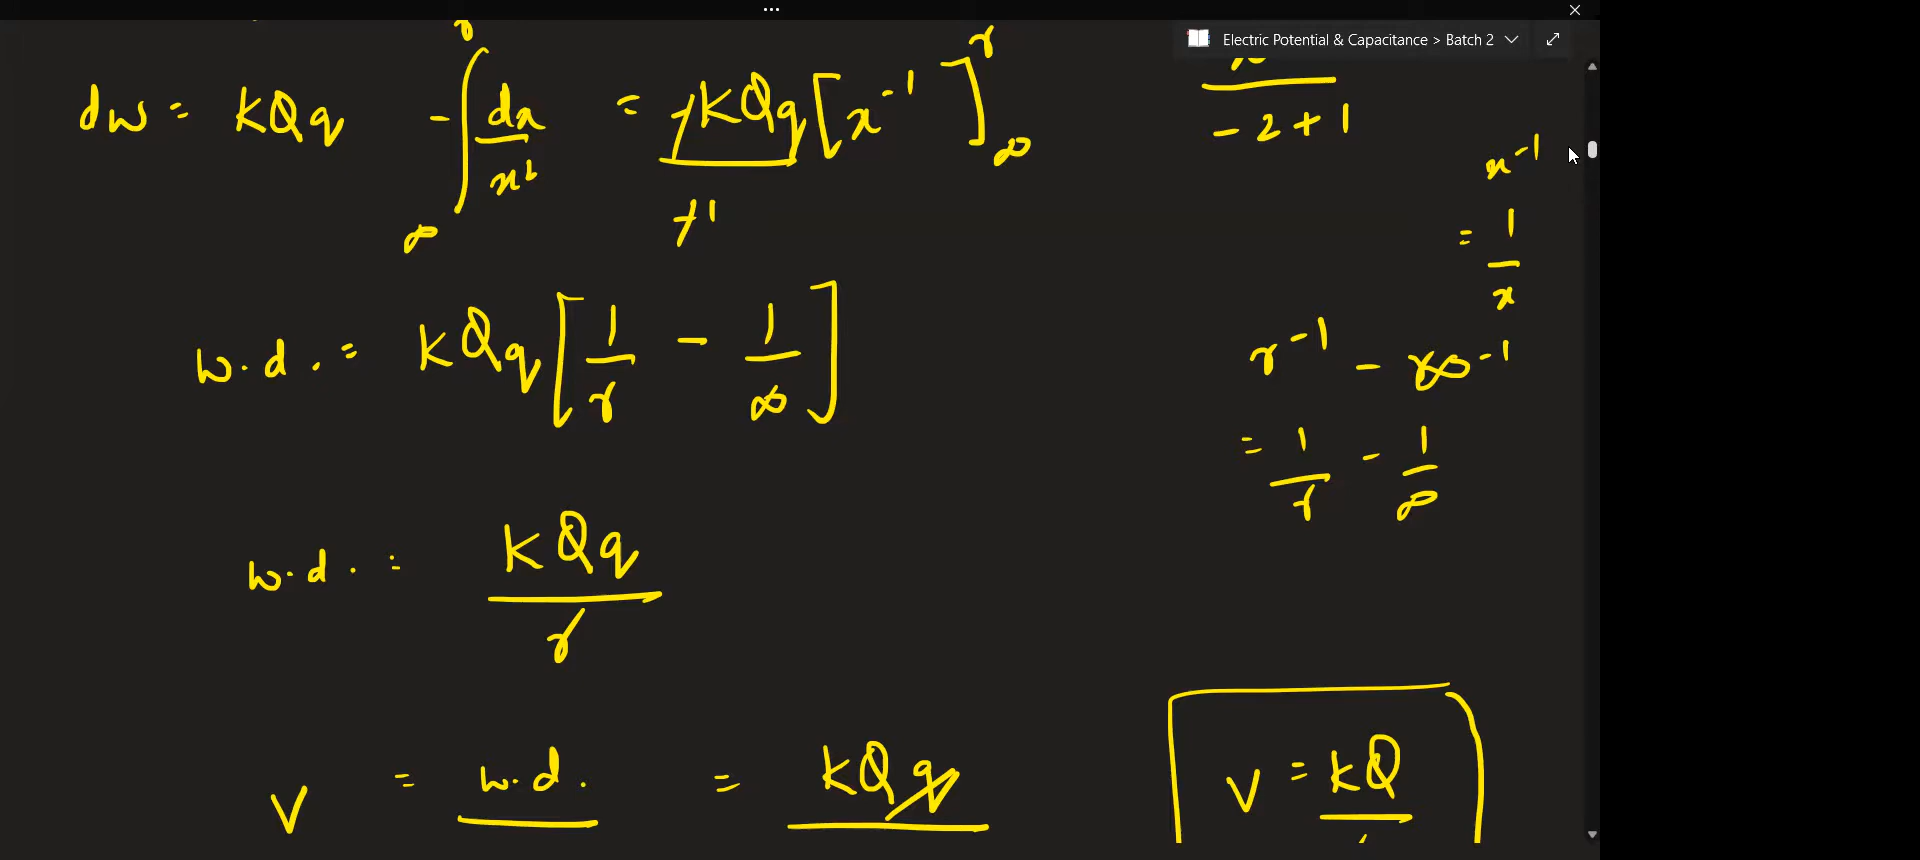 Electric Potential & Capacitance > Batch 2
dw = KQq - ∫_∞^r dx/x² = -KQq/-1 [x⁻¹]_∞^r
-2+1
x⁻¹
= 1/x
w.d. = KQq [1/r - 1/∞]
r⁻¹ - ∞⁻¹
= 1/r - 1/∞
w.d. = KQq/r
V = w.d. = KQq
V = KQ